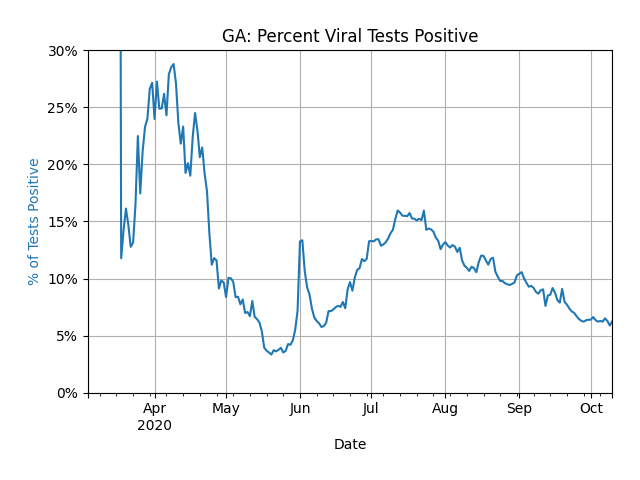 GA: Percent Viral Tests Positive
30%
25%
20%
15%
10%
5%
0%
% of Tests Positive
Apr May Jun Jul Aug Sep Oct
2020
Date